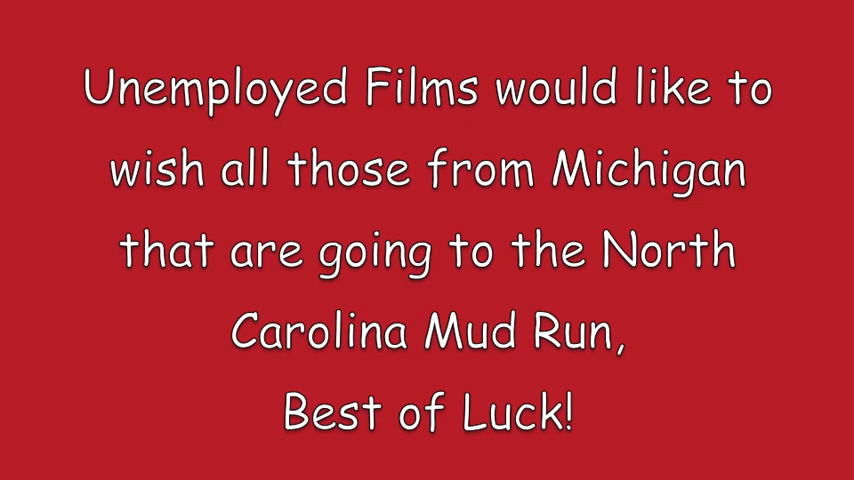 Unemployed Films would like to
wish all those from Michigan
that are going to the North
Carolina Mud Run,
Best of Luck!